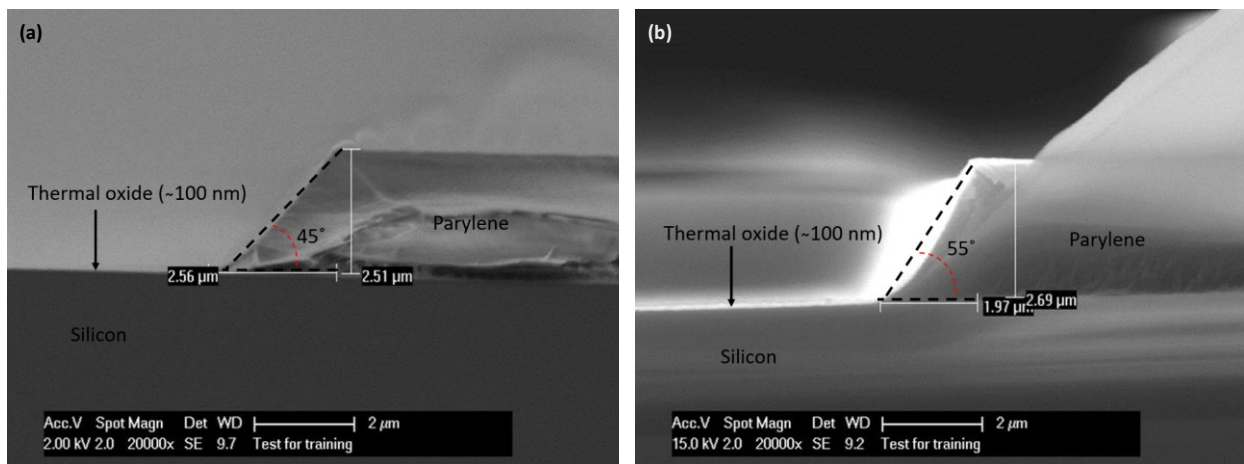 (a)
Thermal oxide (~100 nm)
45°
Parylene
2.56 µm
2.51 µm
Silicon
Acc.V Spot Magn Det WD 2 µm
2.00 kV 2.0 20000x SE 9.7 Test for training
(b)
Thermal oxide (~100 nm)
55°
Parylene
1.97 µm
2.69 µm
Silicon
Acc.V Spot Magn Det WD 2 µm
15.0 kV 2.0 20000x SE 9.2 Test for training